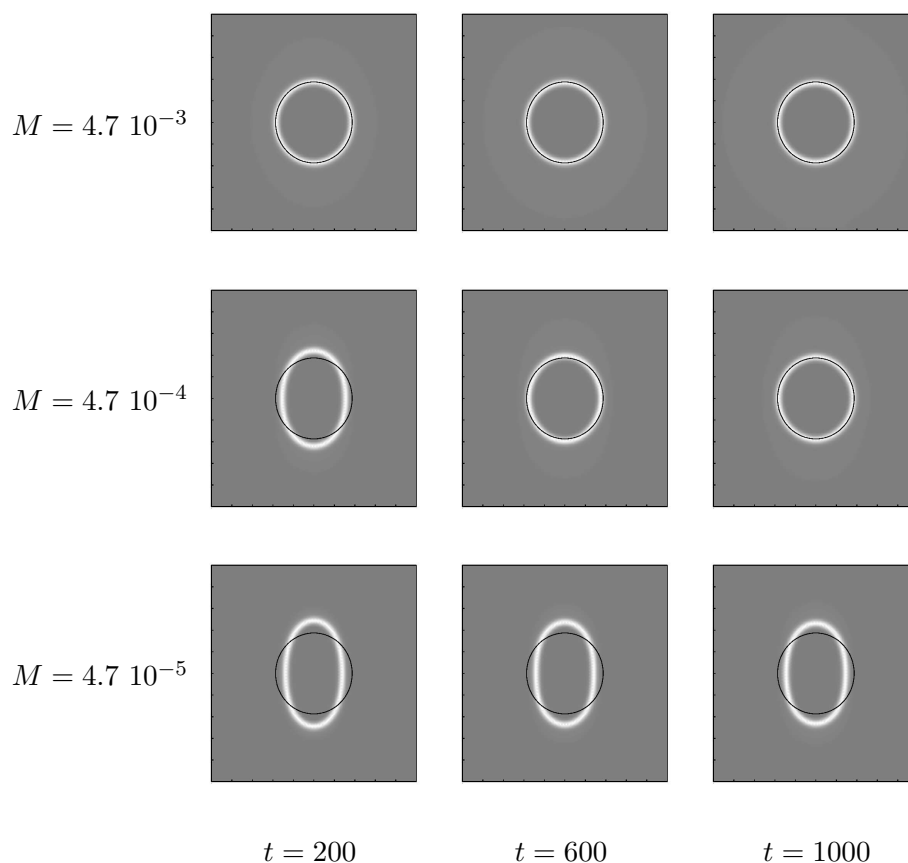 M = 4.7 10⁻³
M = 4.7 10⁻⁴
M = 4.7 10⁻⁵
t = 200 t = 600 t = 1000